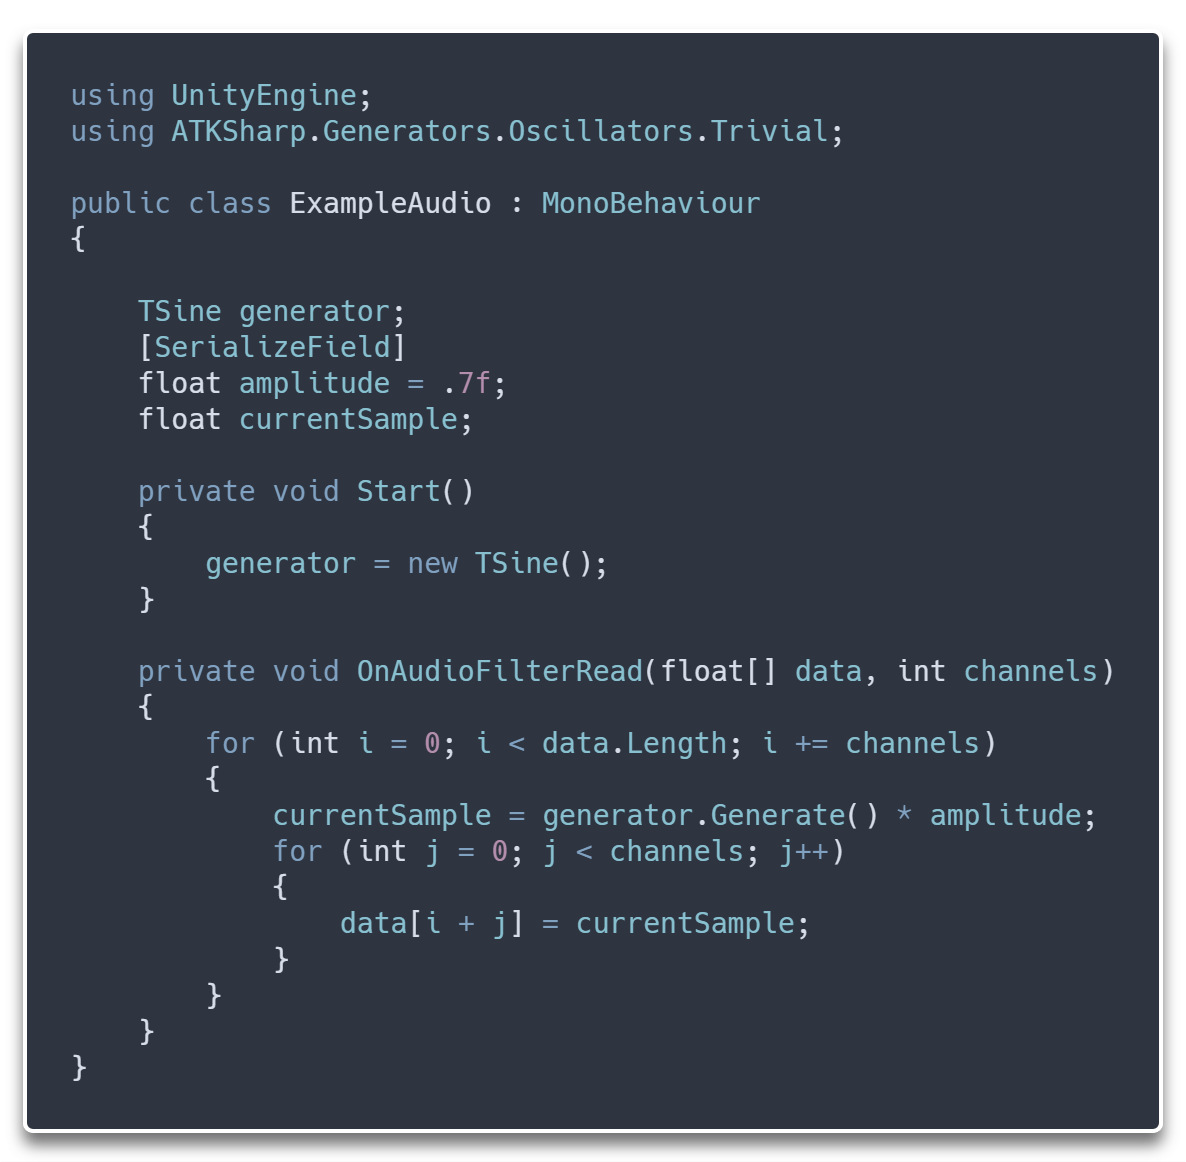 using UnityEngine;
using ATKSharp.Generators.Oscillators.Trivial;

public class ExampleAudio : MonoBehaviour
{

    TSine generator;
    [SerializeField]
    float amplitude = .7f;
    float currentSample;

    private void Start()
    {
        generator = new TSine();
    }

    private void OnAudioFilterRead(float[] data, int channels)
    {
        for (int i = 0; i < data.Length; i += channels)
        {
            currentSample = generator.Generate() * amplitude;
            for (int j = 0; j < channels; j++)
            {
                data[i + j] = currentSample;
            }
        }
    }
}